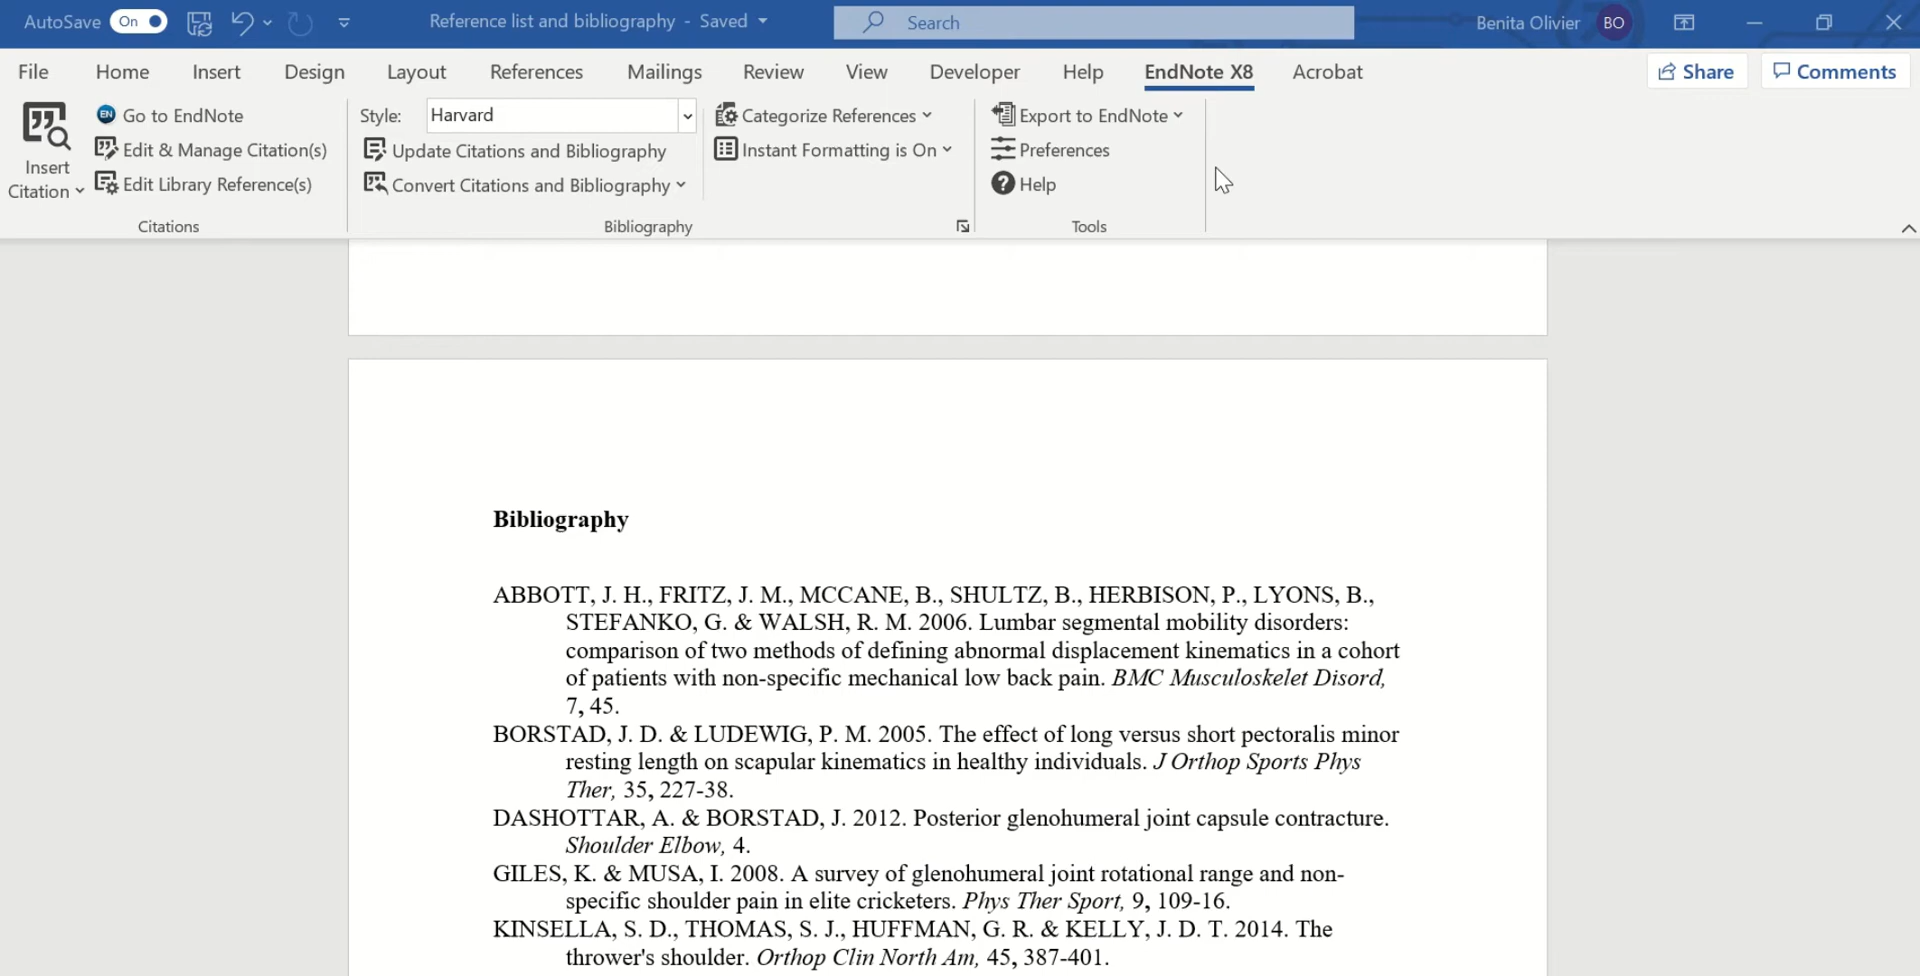 AutoSave On Reference list and bibliography - Saved Search Benita Olivier BO
File Home Insert Design Layout References Mailings Review View Developer Help EndNote X8 Acrobat Share Comments
Insert Citation
Go to EndNote
Edit & Manage Citation(s)
Edit Library Reference(s)
Citations
Style: Harvard
Update Citations and Bibliography
Convert Citations and Bibliography
Categorize References
Instant Formatting is On
Bibliography
Export to EndNote
Preferences
Help
Tools
Bibliography
ABBOTT, J. H., FRITZ, J. M., MCCANE, B., SHULTZ, B., HERBISON, P., LYONS, B.,
STEFANKO, G. & WALSH, R. M. 2006. Lumbar segmental mobility disorders:
comparison of two methods of defining abnormal displacement kinematics in a cohort
of patients with non-specific mechanical low back pain. BMC Musculoskelet Disord,
7, 45.
BORSTAD, J. D. & LUDEWIG, P. M. 2005. The effect of long versus short pectoralis minor
resting length on scapular kinematics in healthy individuals. J Orthop Sports Phys
Ther, 35, 227-38.
DASHOTTAR, A. & BORSTAD, J. 2012. Posterior glenohumeral joint capsule contracture.
Shoulder Elbow, 4.
GILES, K. & MUSA, I. 2008. A survey of glenohumeral joint rotational range and non-
specific shoulder pain in elite cricketers. Phys Ther Sport, 9, 109-16.
KINSELLA, S. D., THOMAS, S. J., HUFFMAN, G. R. & KELLY, J. D. T. 2014. The
thrower's shoulder. Orthop Clin North Am, 45, 387-401.